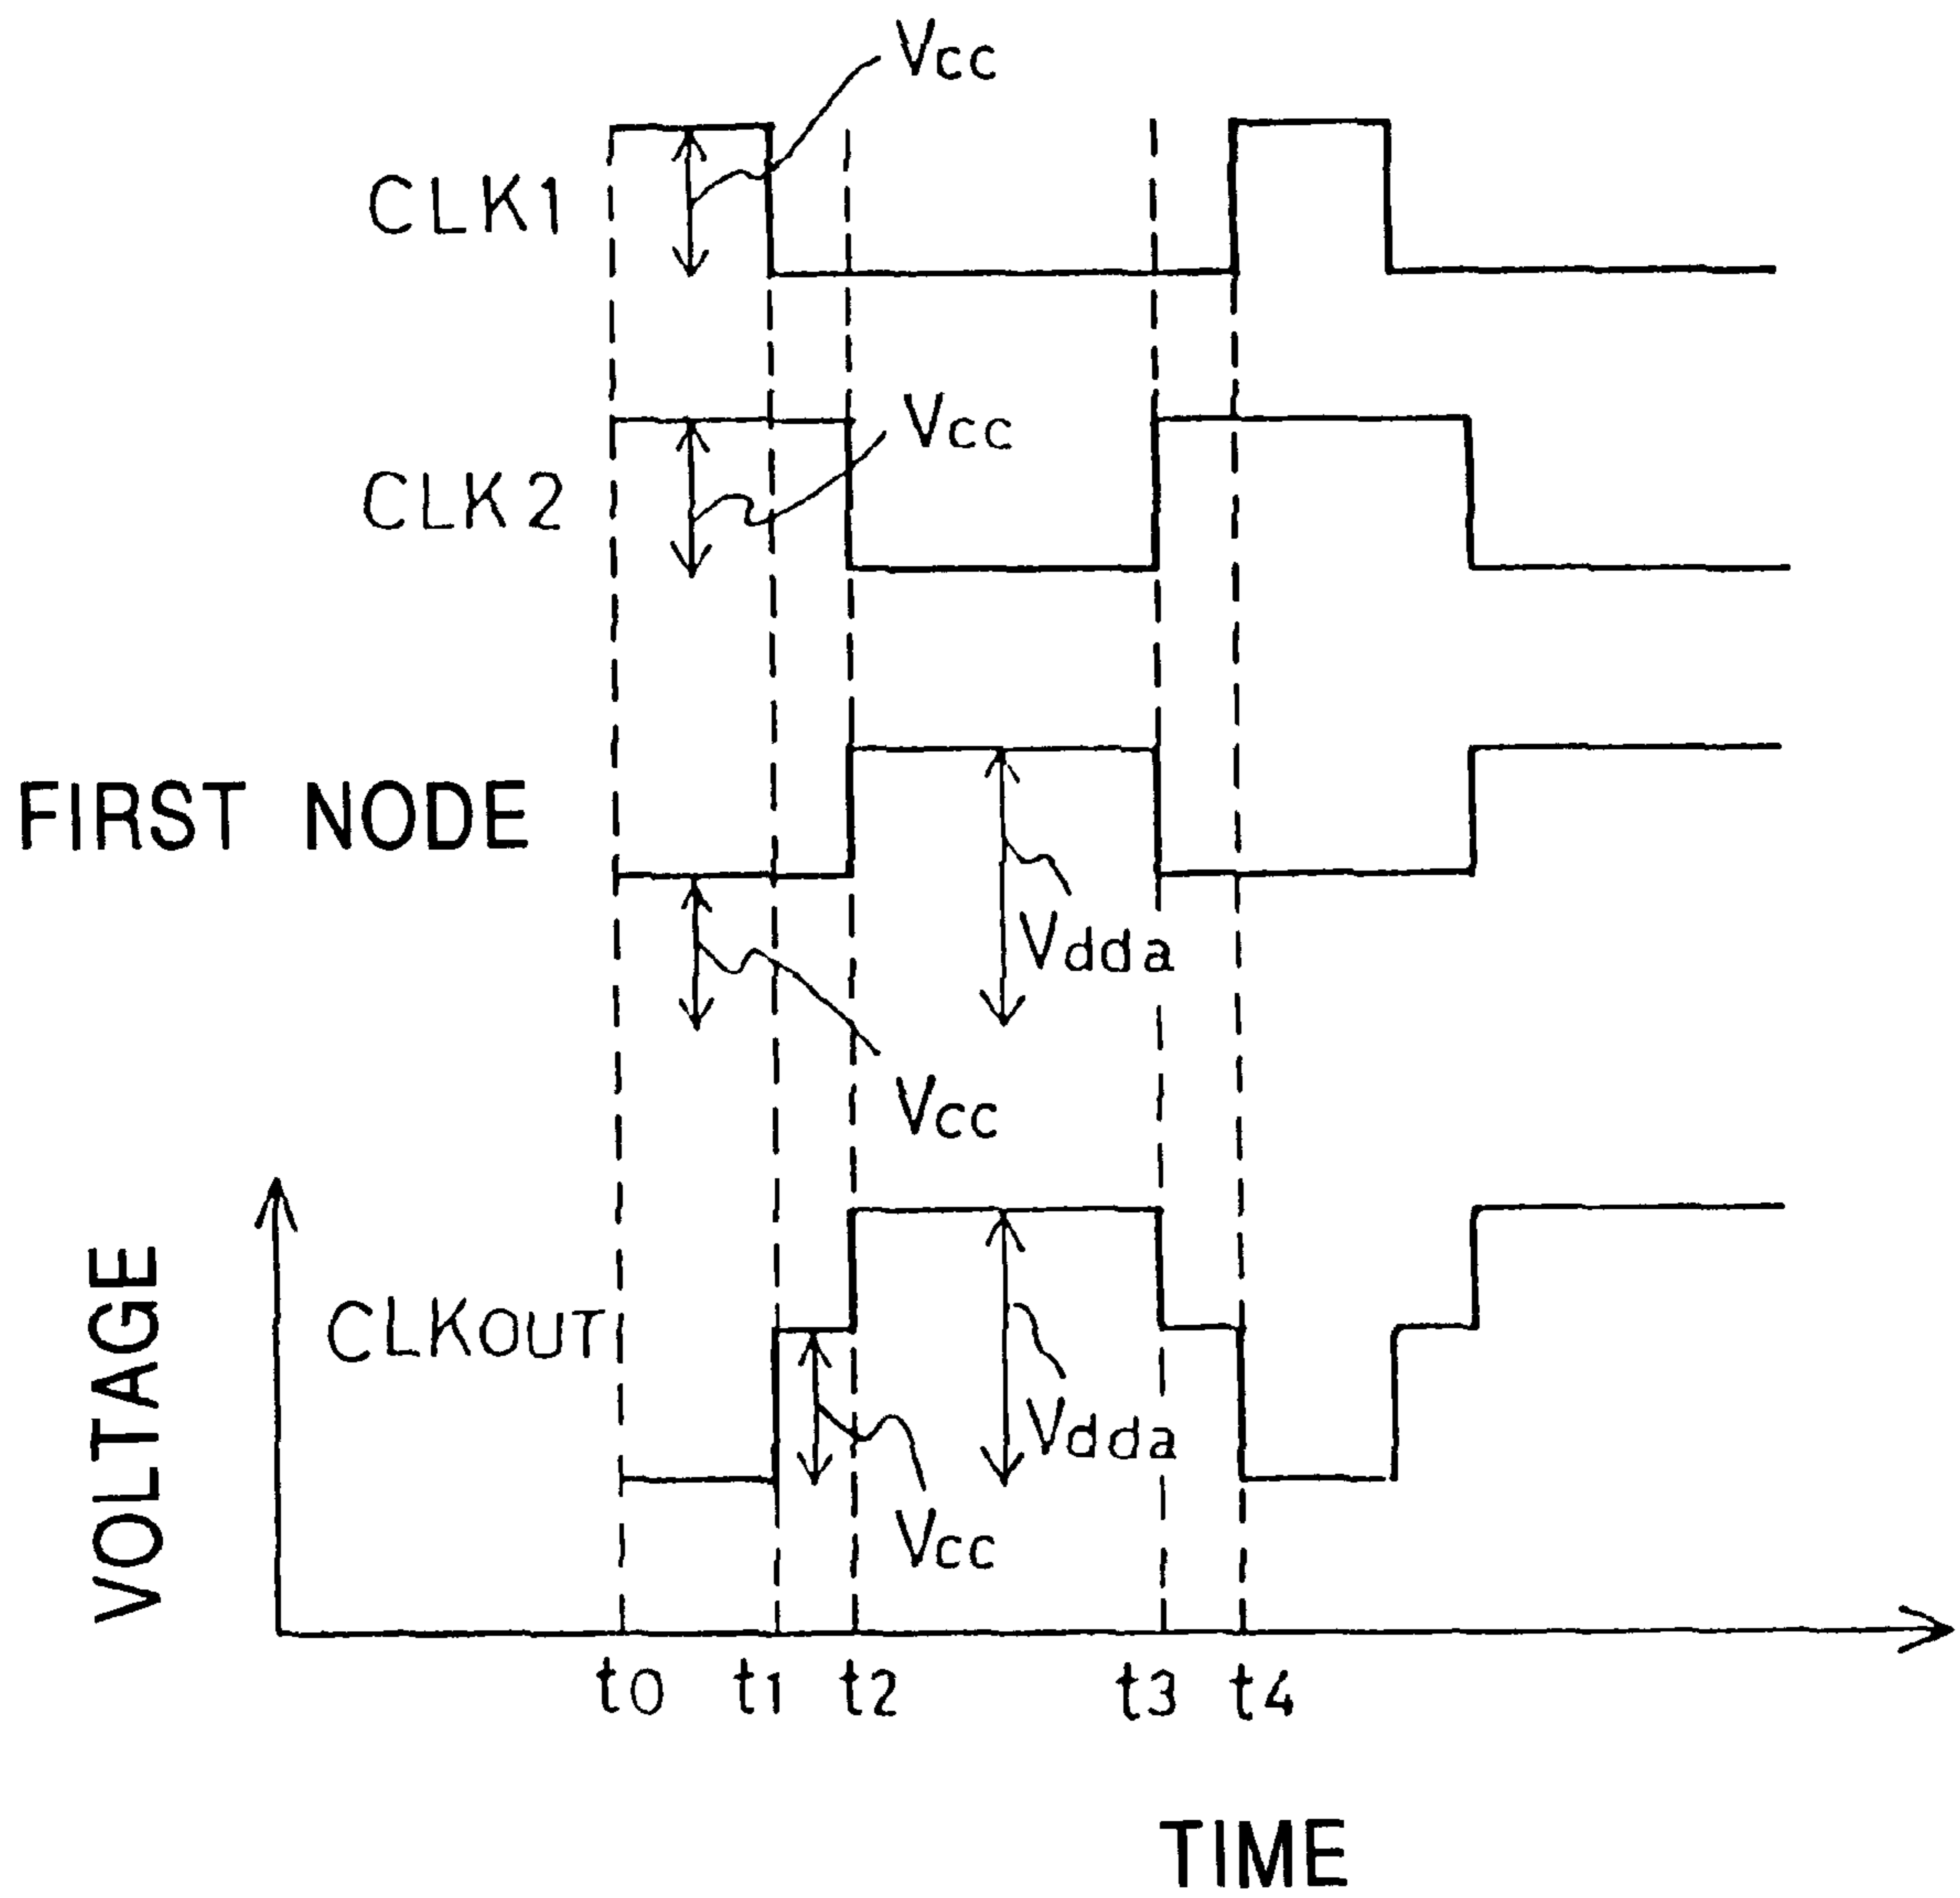 Vcc
CLK1
Vcc
CLK2
FIRST NODE
Vdda
Vcc
VOLTAGE
CLKOUT
Vdda
Vcc
t0 t1 t2 t3 t4
TIME